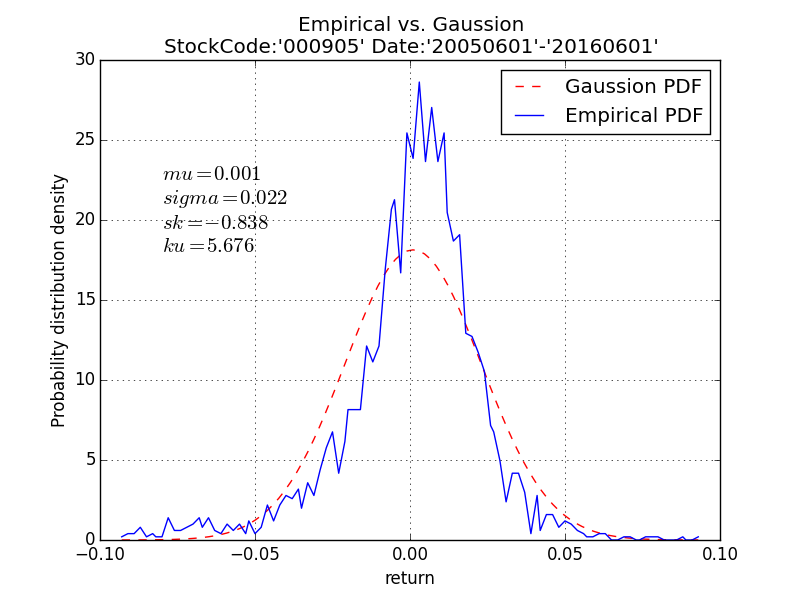 Empirical vs. Gaussion
StockCode:'000905' Date:'20050601'-'20160601'
30
25
20
15
10
5
0
Probability distribution density
mu=0.001
sigma=0.022
sk=−0.838
ku=5.676
Gaussion PDF
Empirical PDF
−0.10
−0.05
0.00
0.05
0.10
return